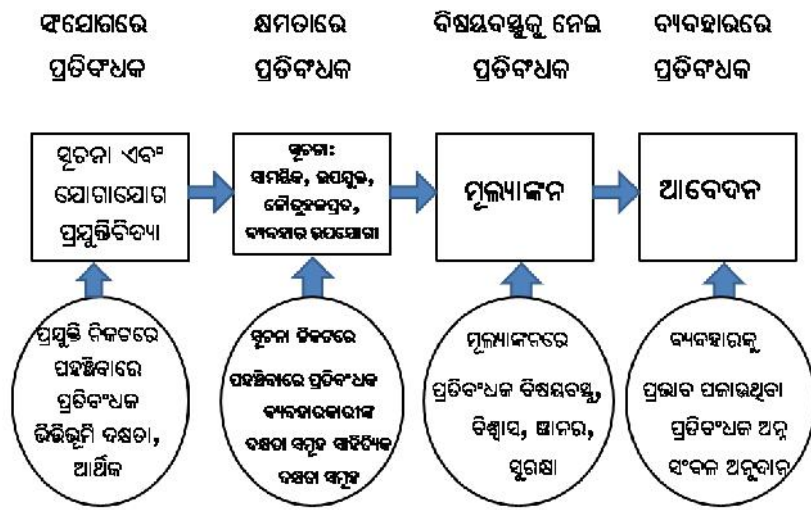 ସଂଯୋଗରେ
ପ୍ରତିବଂଧକ
କ୍ଷମତାରେ
ପ୍ରତିବଂଧକ
ବିଷୟବସ୍ତୁକୁ ନେଇ
ପ୍ରତିବଂଧକ
ବ୍ୟବହାରରେ
ପ୍ରତିବଂଧକ
ସୂଚନା ଏବଂ
ଯୋଗାଯୋଗ
ପ୍ରଯୁକ୍ତିବିଦ୍ୟା
ସୂଚନା:
ସାମୟିକ, ଉପଯୁକ୍ତ,
କୌତୁହଳପ୍ରଦ,
ବ୍ୟବହାର ଉପଯୋଗୀ
ମୂଲ୍ୟାଙ୍କନ
ଆବେଦନ
ପ୍ରଯୁକ୍ତି ନିକଟରେ
ପହଞ୍ଚିବାରେ
ପ୍ରତିବଂଧକ
ଭିତ୍ତିଭୂମି ଦକ୍ଷତା,
ଆର୍ଥିକ
ସୂଚନା ନିକଟରେ
ପହଞ୍ଚିବାରେ ପ୍ରତିବଂଧକ
ବ୍ୟବହାରକାରୀଙ୍କ
ଦକ୍ଷତା ସମୂହ ସାହିତ୍ୟିକ
ଦକ୍ଷତା ସମୂହ
ମୂଲ୍ୟାଙ୍କନରେ
ପ୍ରତିବଂଧକ ବିଷୟବସ୍ତୁ,
ବିଶ୍ୱାସ,
ସୁରକ୍ଷା
ବ୍ୟବହାରକୁ
ପ୍ରଭାବ ପକାଉଥିବା
ପ୍ରତିବଂଧକ ଅନ୍ୟ
ସଂବଳ ଅନୁଦାନ